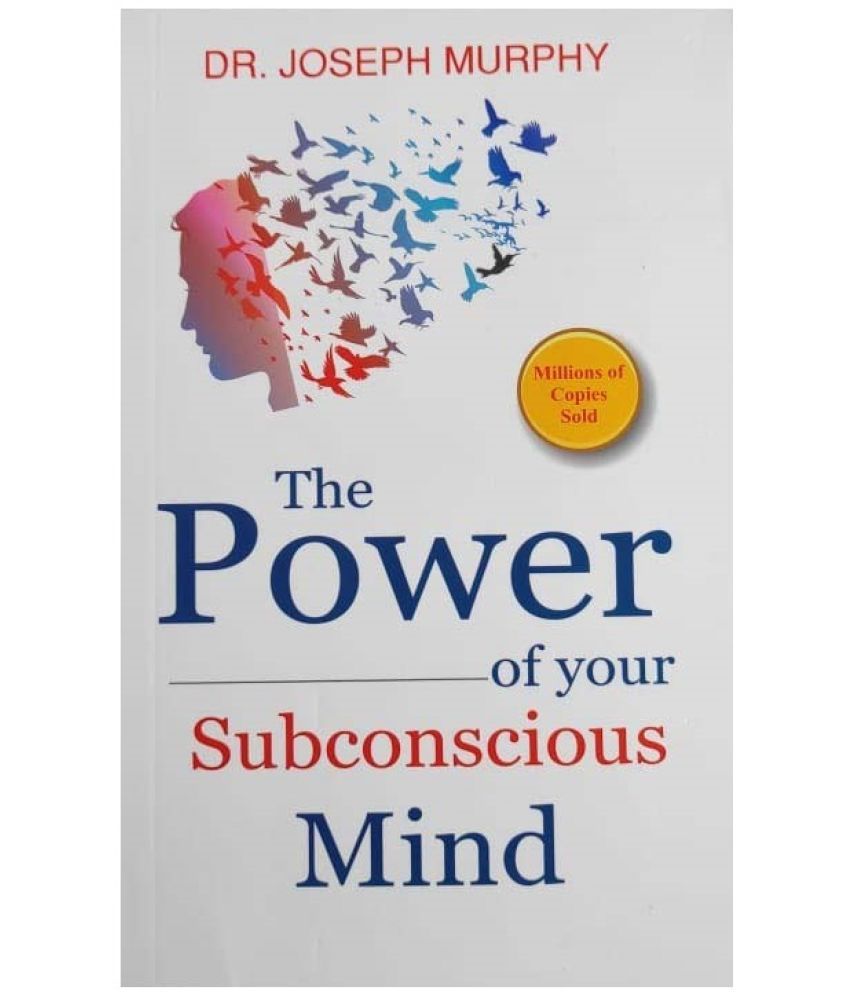 DR. JOSEPH MURPHY
Millions of
Copies
Sold
The
Power
of your
Subconscious
Mind